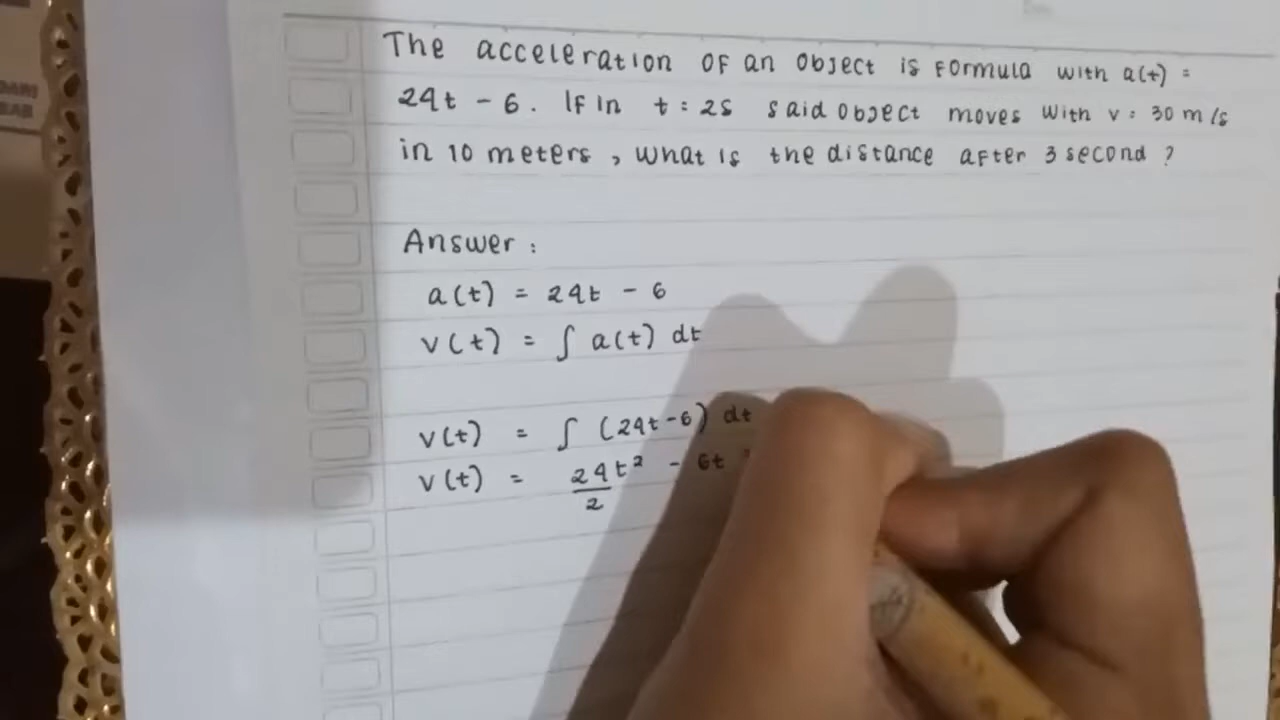 The acceleration of an object is formula with a(t) =
24t - 6. If in t = 2s said object moves with v = 30 m/s
in 10 meters, what is the distance after 3 second?
Answer :
a(t) = 24t - 6
v(t) = ∫ a(t) dt
v(t) = ∫ (24t-6) dt
v(t) = 24t² - 6t
2